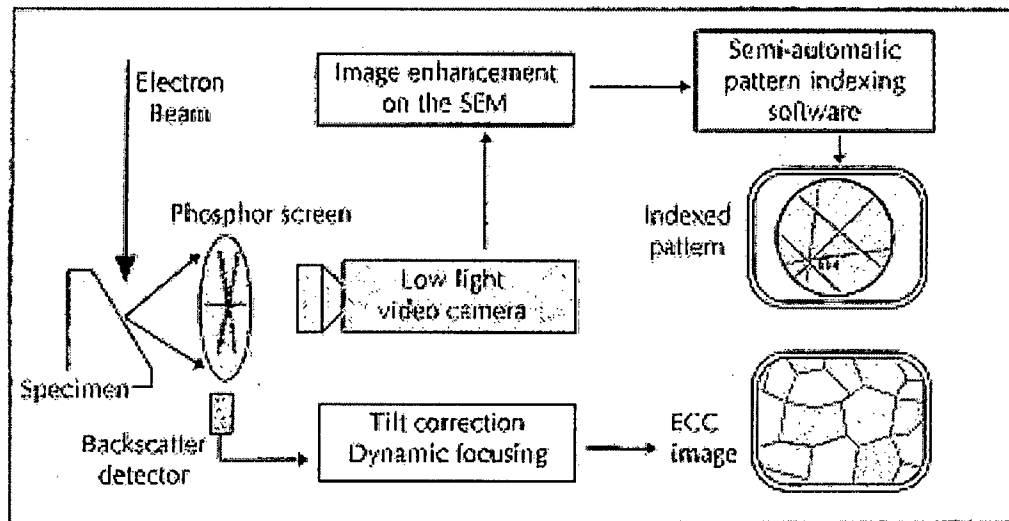 Electron
Beam
Image enhancement
on the SEM
Semi-automatic
pattern indexing
software
Phosphor screen
Indexed
pattern
Low light
video camera
Specimen
Backscatter
detector
Tilt correction
Dynamic focusing
ECC
image